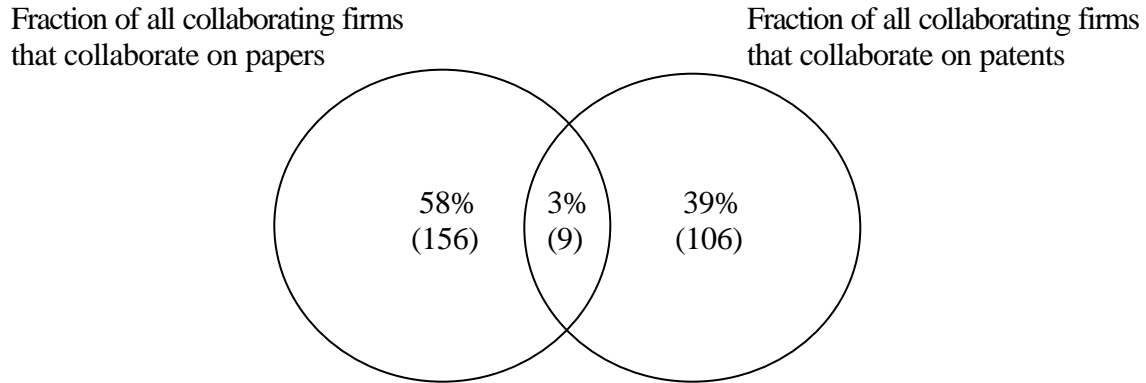 Fraction of all collaborating firms
that collaborate on papers
Fraction of all collaborating firms
that collaborate on patents
58%
(156)
3%
(9)
39%
(106)